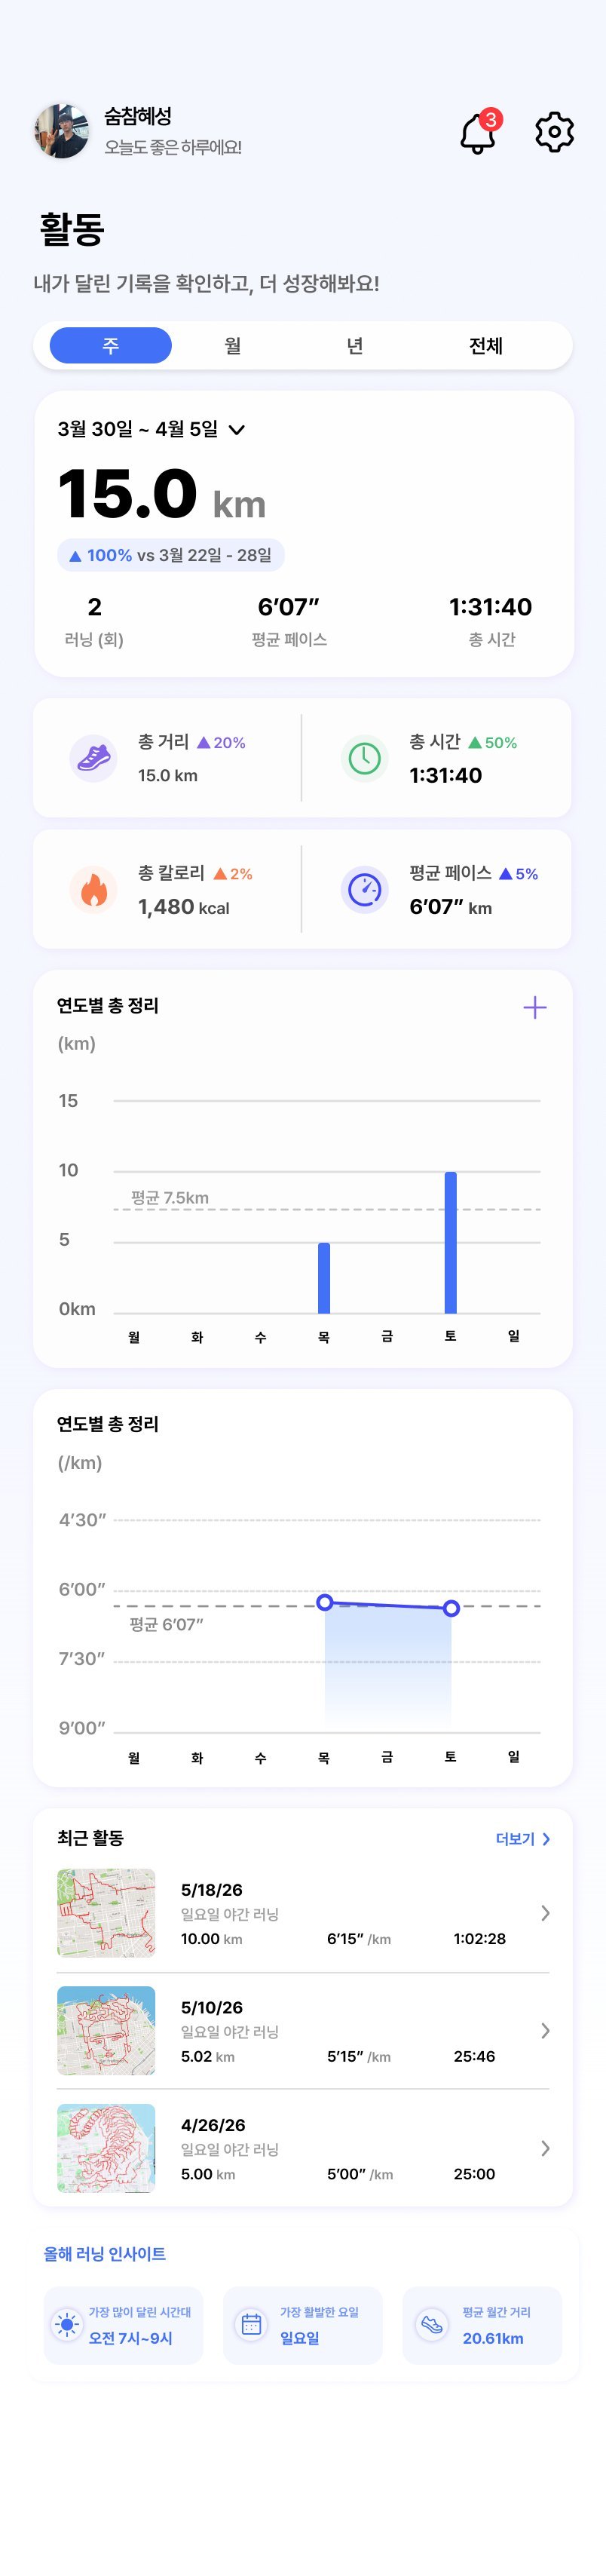 숨참혜성
3
오늘도 좋은 하루에요!
활동
내가 달린 기록을 확인하고, 더 성장해봐요!
주 월 년 전체
3월 30일 ~ 4월 5일
15.0 km
▲ 100% vs 3월 22일 - 28일
2 6’07” 1:31:40
러닝 (회) 평균 페이스 총 시간
총 거리 ▲20%
15.0 km
총 시간 ▲50%
1:31:40
총 칼로리 ▲2%
1,480 kcal
평균 페이스 ▲5%
6’07” km
연도별 총 정리
(km)
15
10
평균 7.5km
5
0km
월 화 수 목 금 토 일
연도별 총 정리
(/km)
4’30”
6’00”
평균 6’07”
7’30”
9’00”
월 화 수 목 금 토 일
최근 활동 더보기
5/18/26
일요일 야간 러닝
10.00 km 6’15” /km 1:02:28
5/10/26
일요일 야간 러닝
5.02 km 5’15” /km 25:46
4/26/26
일요일 야간 러닝
5.00 km 5’00” /km 25:00
올해 러닝 인사이트
가장 많이 달린 시간대
오전 7시~9시
가장 활발한 요일
일요일
평균 월간 거리
20.61km